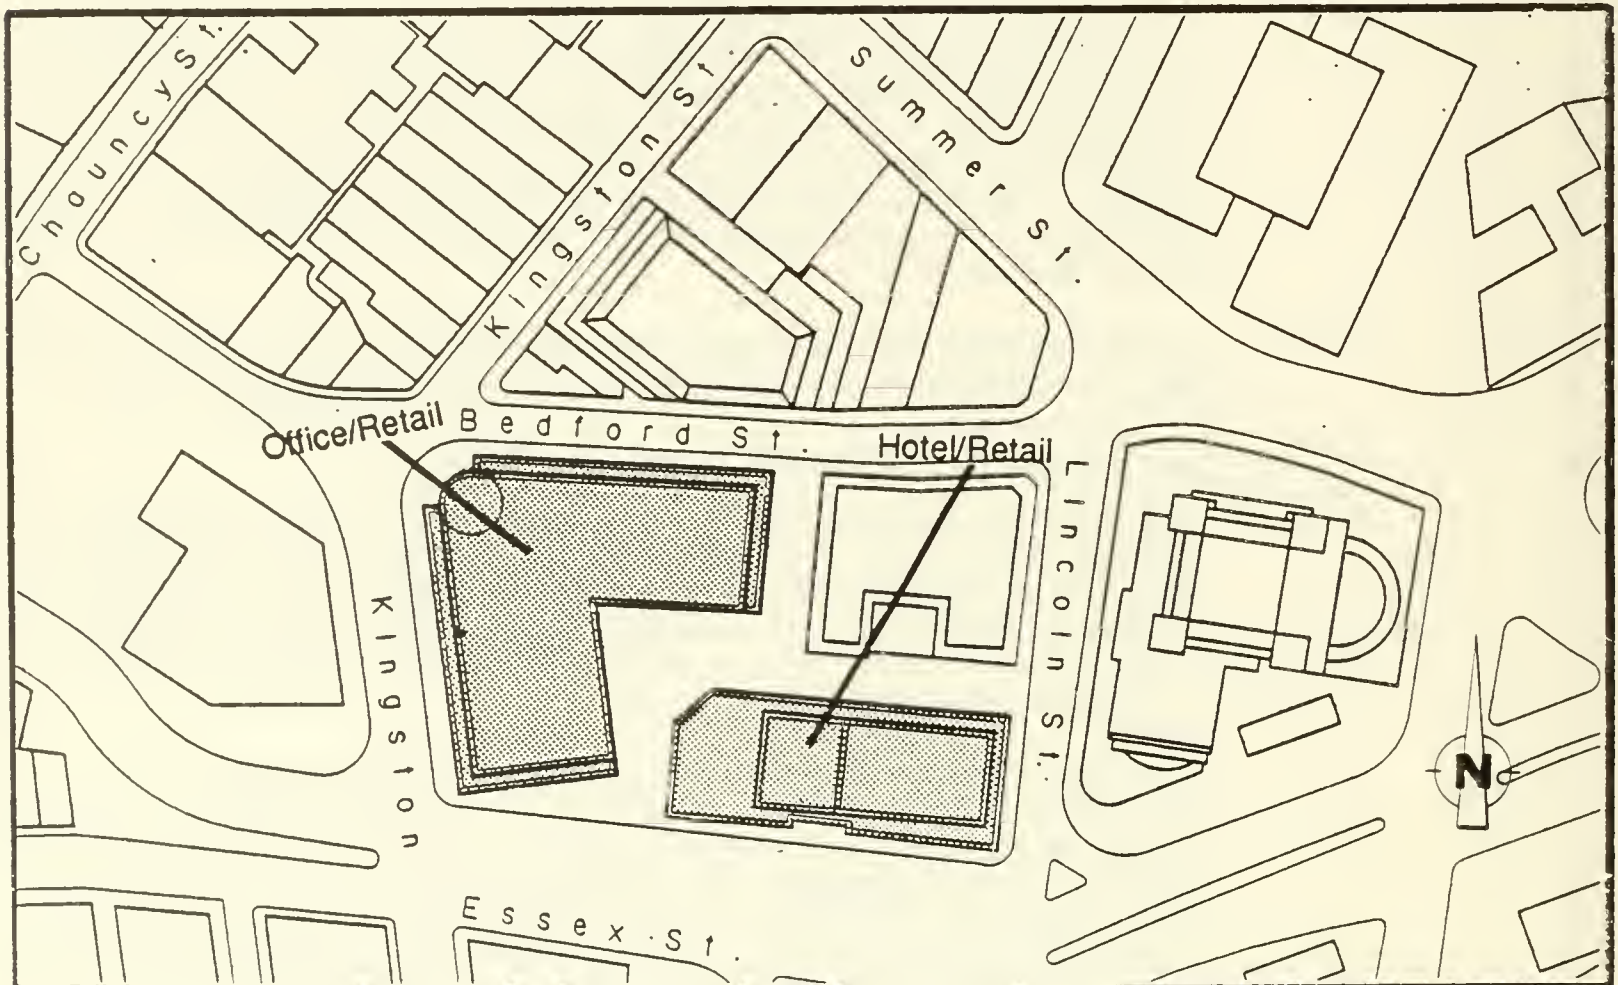 Chauncy St.
Kingston St
Summer St.
Office/Retail
Bedford St.
Hotel/Retail
Lincoln St.
Kingston
N
Essex St.